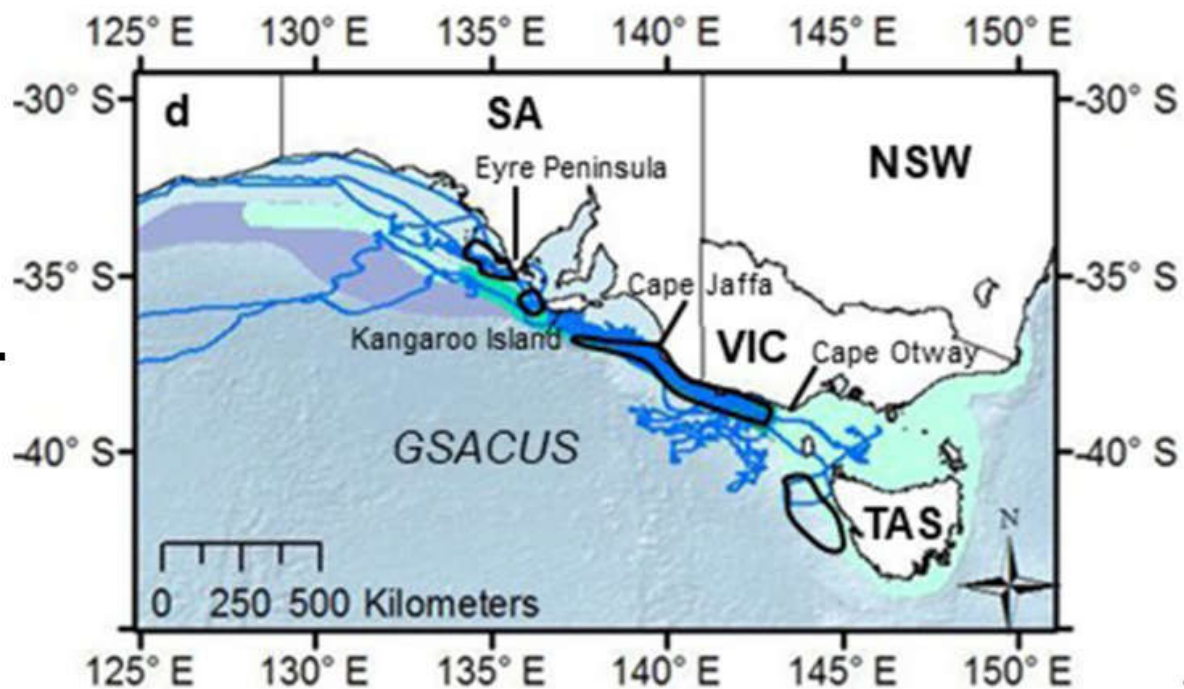 125° E 130° E 135° E 140° E 145° E 150° E
-30° S -30° S
d SA
NSW
Eyre Peninsula
-35° S -35° S
Cape Jaffa
Kangaroo Island VIC Cape Otway
-40° S GSACUS -40° S
TAS
N
0 250 500 Kilometers
125° E 130° E 135° E 140° E 145° E 150° E